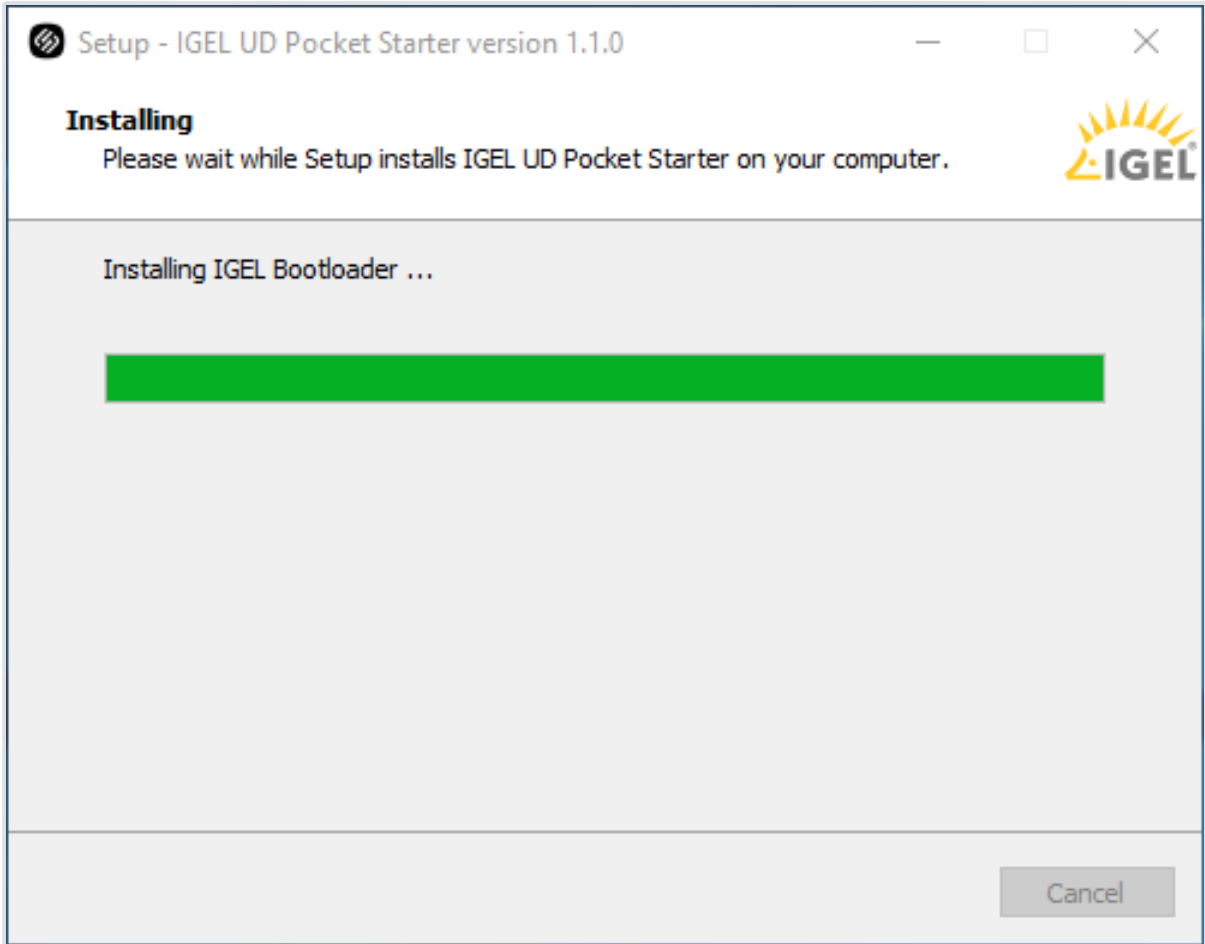 Setup - IGEL UD Pocket Starter version 1.1.0
Installing
Please wait while Setup installs IGEL UD Pocket Starter on your computer.
IGEL®
Installing IGEL Bootloader ...
Cancel